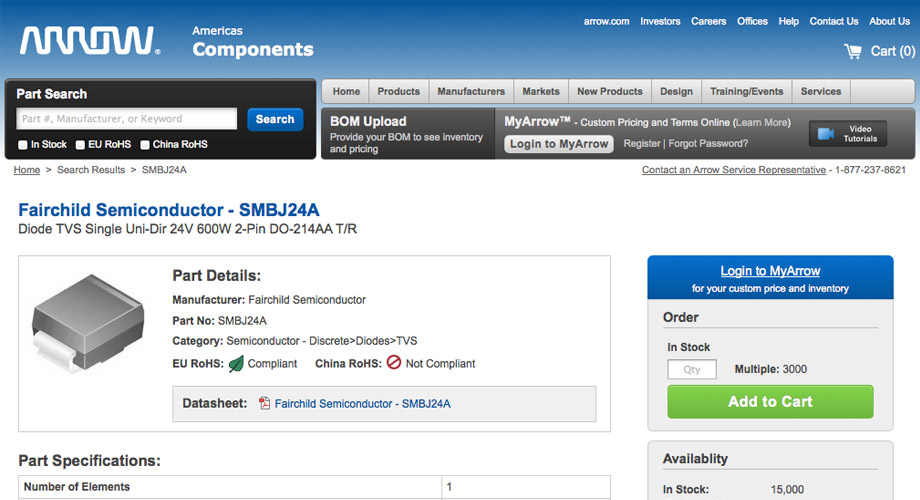 ARROW®
Americas
Components
arrow.com Investors Careers Offices Help Contact Us About Us
Cart (0)
Part Search
Part #, Manufacturer, or Keyword
Search
In Stock EU RoHS China RoHS
Home Products Manufacturers Markets New Products Design Training/Events Services
BOM Upload
Provide your BOM to see inventory
and pricing
MyArrow™ - Custom Pricing and Terms Online (Learn More)
Login to MyArrow
Register | Forgot Password?
Video
Tutorials
Home > Search Results > SMBJ24A
Contact an Arrow Service Representative - 1-877-237-8621
Fairchild Semiconductor - SMBJ24A
Diode TVS Single Uni-Dir 24V 600W 2-Pin DO-214AA T/R
Part Details:
Manufacturer: Fairchild Semiconductor
Part No: SMBJ24A
Category: Semiconductor - Discrete>Diodes>TVS
EU RoHS: Compliant China RoHS: Not Compliant
Datasheet: Fairchild Semiconductor - SMBJ24A
Login to MyArrow
for your custom price and inventory
Order
In Stock
Qty Multiple: 3000
Add to Cart
Availablity
In Stock: 15,000
Part Specifications:
Number of Elements 1